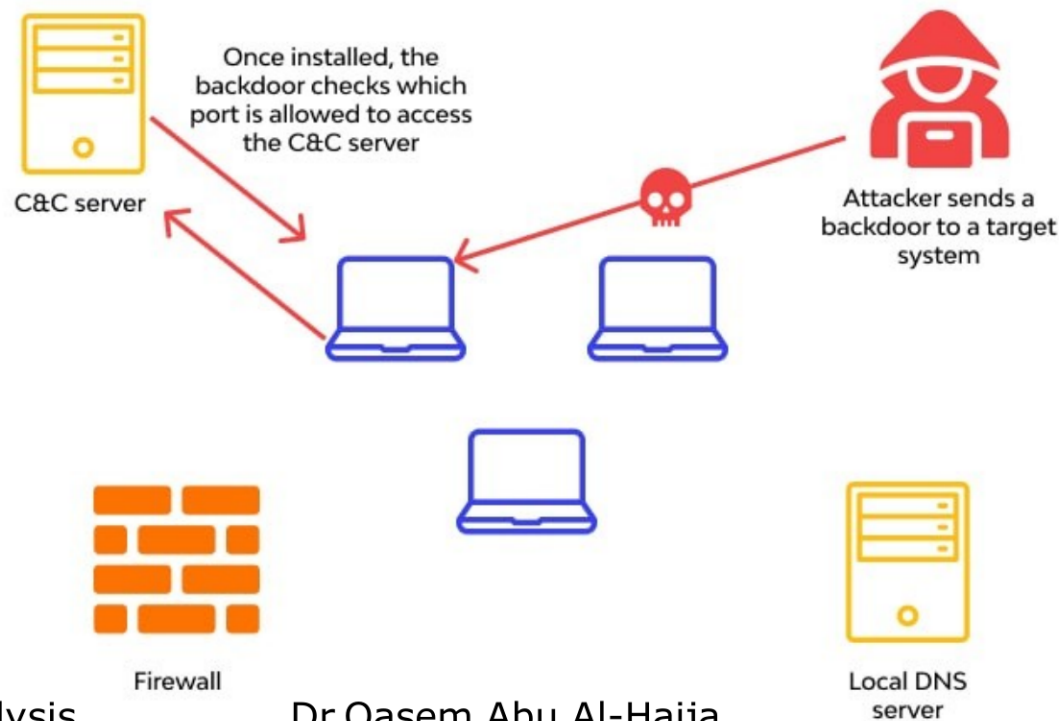 Once installed, the
backdoor checks which
port is allowed to access
the C&C server
C&C server
Attacker sends a
backdoor to a target
system
Firewall
Local DNS
server
lysis
Dr.Qasem Abu Al-Haija